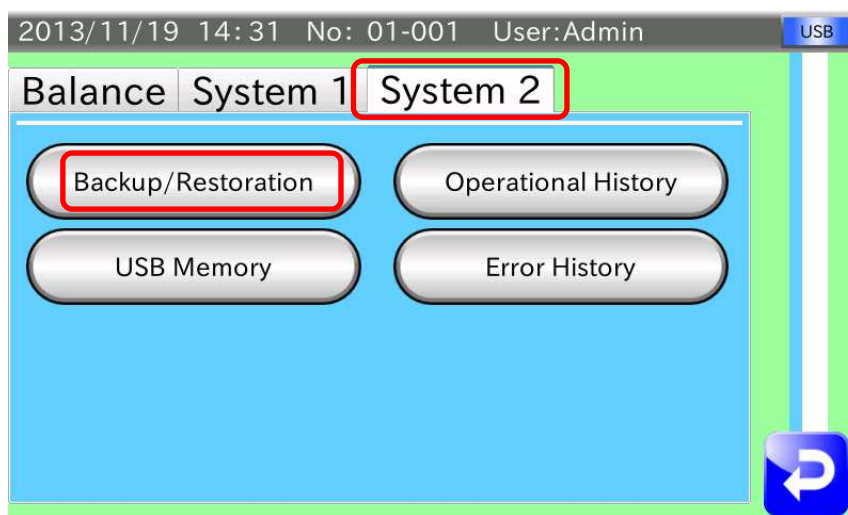 2013/11/19 14:31 No: 01-001 User:Admin USB
Balance System 1 System 2
Backup/Restoration Operational History
USB Memory Error History